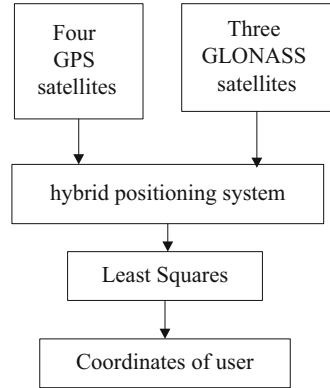 Four
GPS
satellites
Three
GLONASS
satellites
hybrid positioning system
Least Squares
Coordinates of user